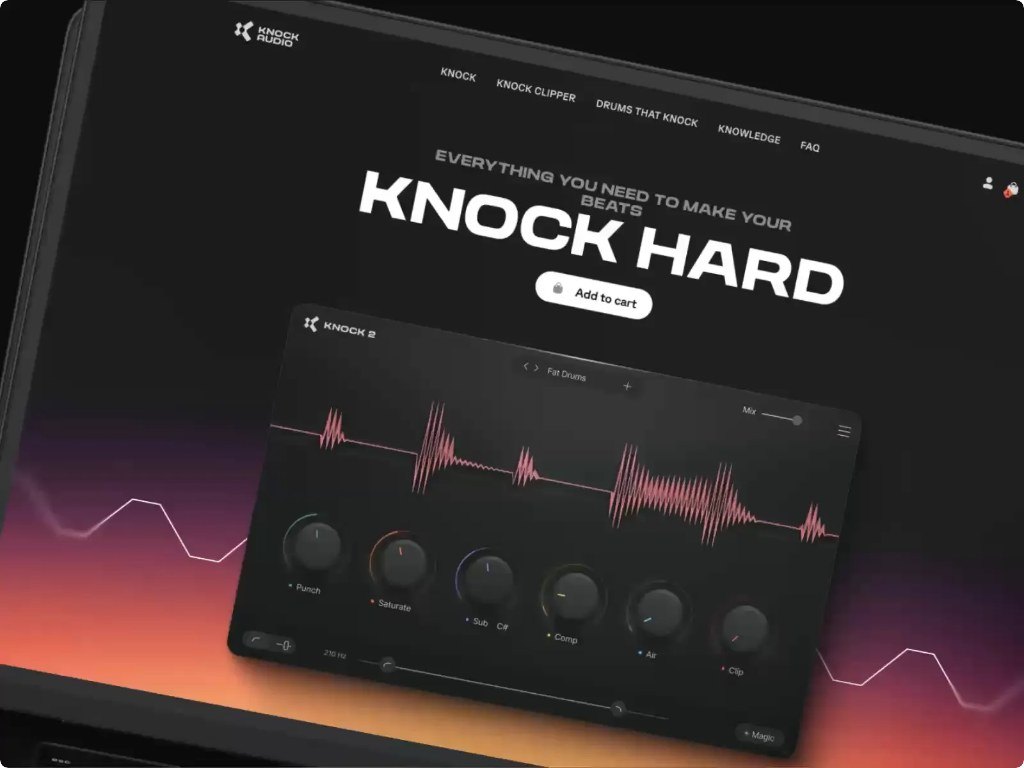 KNOCK
AUDIO
KNOCK
KNOCK CLIPPER
DRUMS THAT KNOCK
KNOWLEDGE
FAQ
EVERYTHING YOU NEED TO MAKE YOUR
BEATS
KNOCK HARD
Add to cart
KNOCK 2
Fat Drums
Mix
Punch
Saturate
Sub C#
Comp
Air
Clip
210 Hz
Magic